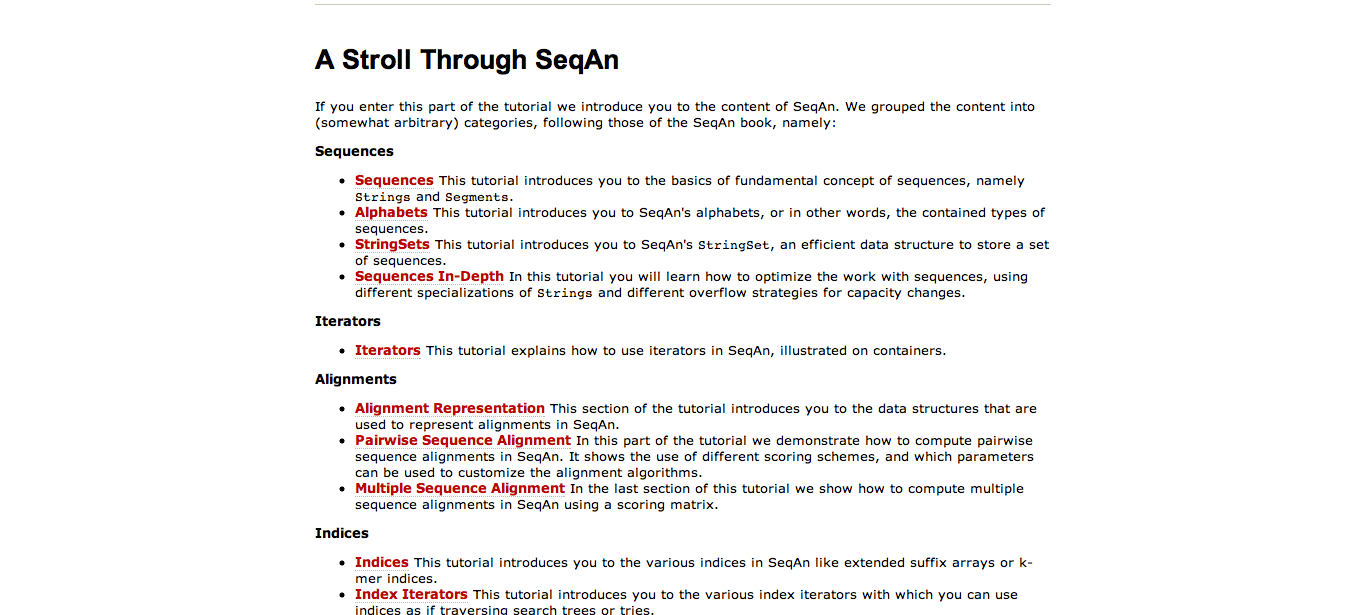 A Stroll Through SeqAn
If you enter this part of the tutorial we introduce you to the content of SeqAn. We grouped the content into
(somewhat arbitrary) categories, following those of the SeqAn book, namely:
Sequences
• Sequences This tutorial introduces you to the basics of fundamental concept of sequences, namely
Strings and Segments.
• Alphabets This tutorial introduces you to SeqAn's alphabets, or in other words, the contained types of
sequences.
• StringSets This tutorial introduces you to SeqAn's StringSet, an efficient data structure to store a set
of sequences.
• Sequences In-Depth In this tutorial you will learn how to optimize the work with sequences, using
different specializations of Strings and different overflow strategies for capacity changes.
Iterators
• Iterators This tutorial explains how to use iterators in SeqAn, illustrated on containers.
Alignments
• Alignment Representation This section of the tutorial introduces you to the data structures that are
used to represent alignments in SeqAn.
• Pairwise Sequence Alignment In this part of the tutorial we demonstrate how to compute pairwise
sequence alignments in SeqAn. It shows the use of different scoring schemes, and which parameters
can be used to customize the alignment algorithms.
• Multiple Sequence Alignment In the last section of this tutorial we show how to compute multiple
sequence alignments in SeqAn using a scoring matrix.
Indices
• Indices This tutorial introduces you to the various indices in SeqAn like extended suffix arrays or k-
mer indices.
• Index Iterators This tutorial introduces you to the various index iterators with which you can use
indices as if traversing search trees or tries.